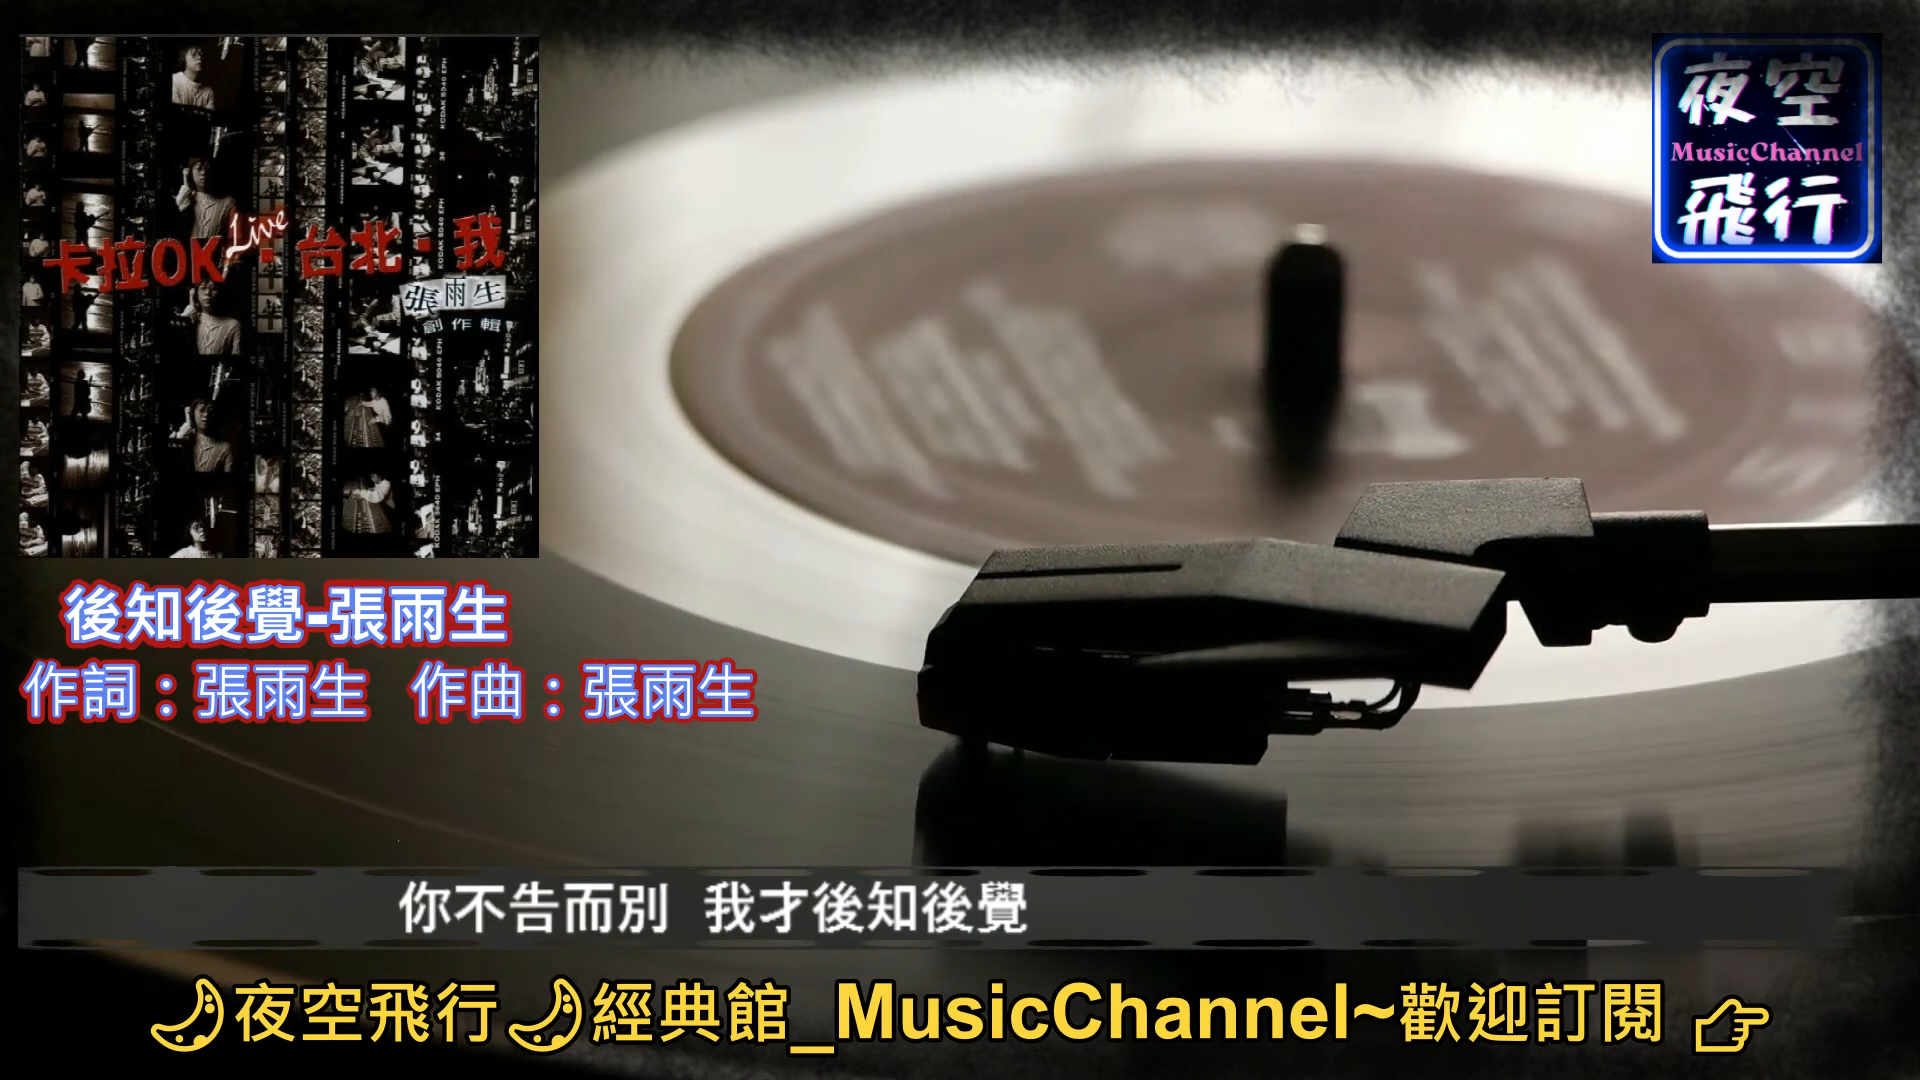 卡拉OK Live·台北·我
張雨生
創作輯
夜空
MusicChannel
飛行
後知後覺-張雨生
作詞：張雨生 作曲：張雨生
你不告而別 我才後知後覺
🌙夜空飛行🌙經典館_MusicChannel~歡迎訂閱 👉